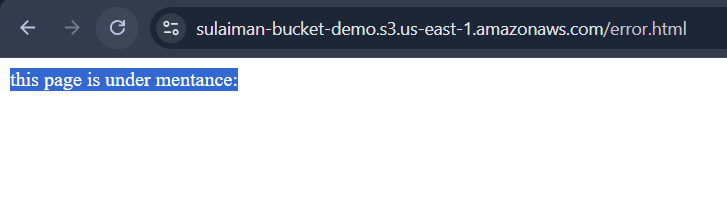 sulaiman-bucket-demo.s3.us-east-1.amazonaws.com/error.html
this page is under mentance: